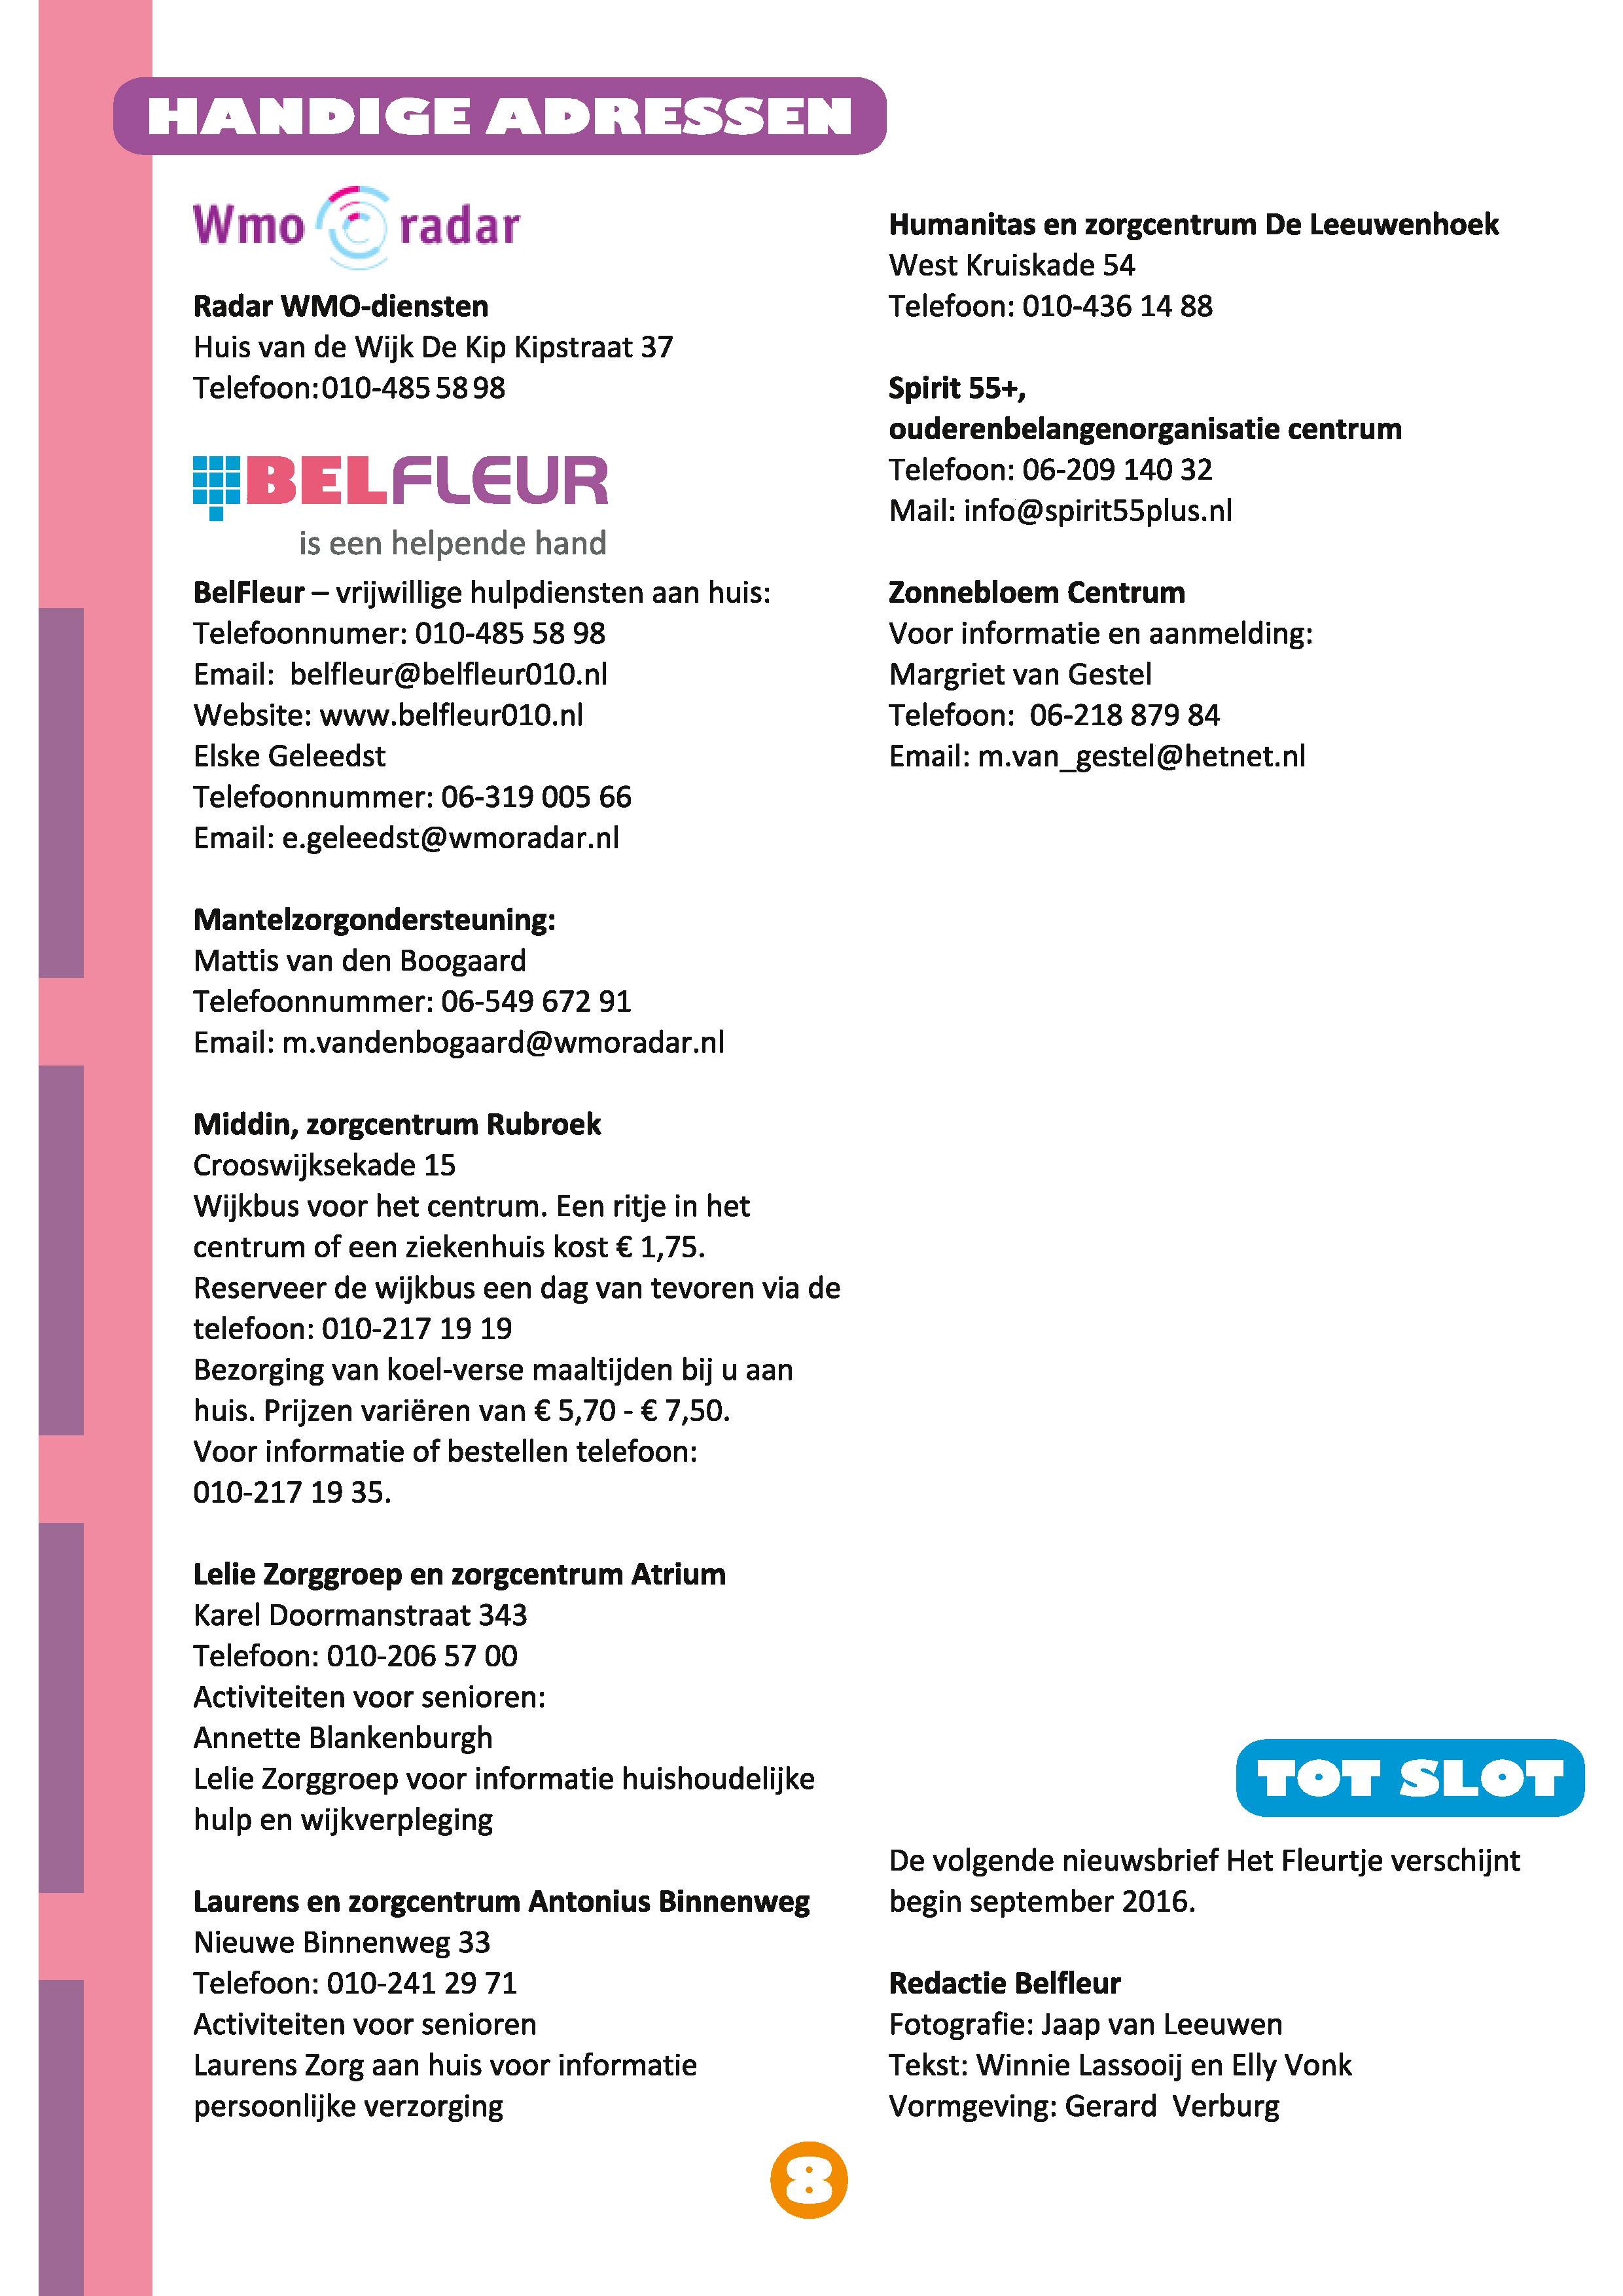 HANDIGE ADRESSEN
Wmo radar
Radar WMO-diensten
Huis van de Wijk De Kip Kipstraat 37
Telefoon:010-485 58 98
BELFLEUR
is een helpende hand
BelFleur – vrijwillige hulpdiensten aan huis:
Telefoonnumer: 010-485 58 98
Email:  belfleur@belfleur010.nl
Website: www.belfleur010.nl
Elske Geleedst
Telefoonnummer: 06-319 005 66
Email: e.geleedst@wmoradar.nl
Mantelzorgondersteuning:
Mattis van den Boogaard
Telefoonnummer: 06-549 672 91
Email: m.vandenbogaard@wmoradar.nl
Middin, zorgcentrum Rubroek
Crooswijksekade 15
Wijkbus voor het centrum. Een ritje in het
centrum of een ziekenhuis kost € 1,75.
Reserveer de wijkbus een dag van tevoren via de
telefoon: 010-217 19 19
Bezorging van koel-verse maaltijden bij u aan
huis. Prijzen variëren van € 5,70 - € 7,50.
Voor informatie of bestellen telefoon:
010-217 19 35.
Lelie Zorggroep en zorgcentrum Atrium
Karel Doormanstraat 343
Telefoon: 010-206 57 00
Activiteiten voor senioren:
Annette Blankenburgh
Lelie Zorggroep voor informatie huishoudelijke
hulp en wijkverpleging
Laurens en zorgcentrum Antonius Binnenweg
Nieuwe Binnenweg 33
Telefoon: 010-241 29 71
Activiteiten voor senioren
Laurens Zorg aan huis voor informatie
persoonlijke verzorging
Humanitas en zorgcentrum De Leeuwenhoek
West Kruiskade 54
Telefoon: 010-436 14 88
Spirit 55+,
ouderenbelangenorganisatie centrum
Telefoon: 06-209 140 32
Mail: info@spirit55plus.nl
Zonnebloem Centrum
Voor informatie en aanmelding:
Margriet van Gestel
Telefoon:  06-218 879 84
Email: m.van_gestel@hetnet.nl
TOT SLOT
De volgende nieuwsbrief Het Fleurtje verschijnt
begin september 2016.
Redactie Belfleur
Fotografie: Jaap van Leeuwen
Tekst: Winnie Lassooij en Elly Vonk
Vormgeving: Gerard  Verburg
8